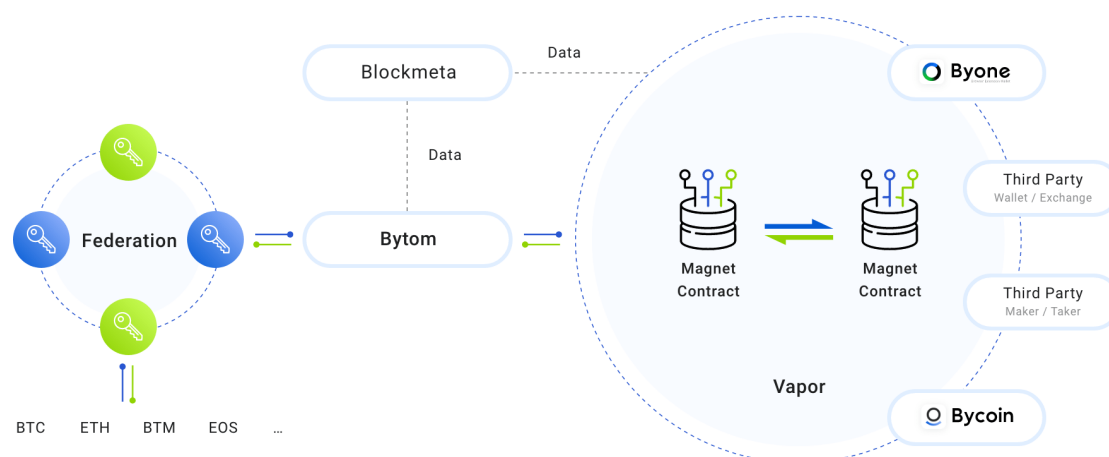 Blockmeta
Data
Data
Federation
Bytom
BTC ETH BTM EOS ...
Magnet
Contract
Magnet
Contract
Vapor
Byone
Third Party
Wallet / Exchange
Third Party
Maker / Taker
Bycoin